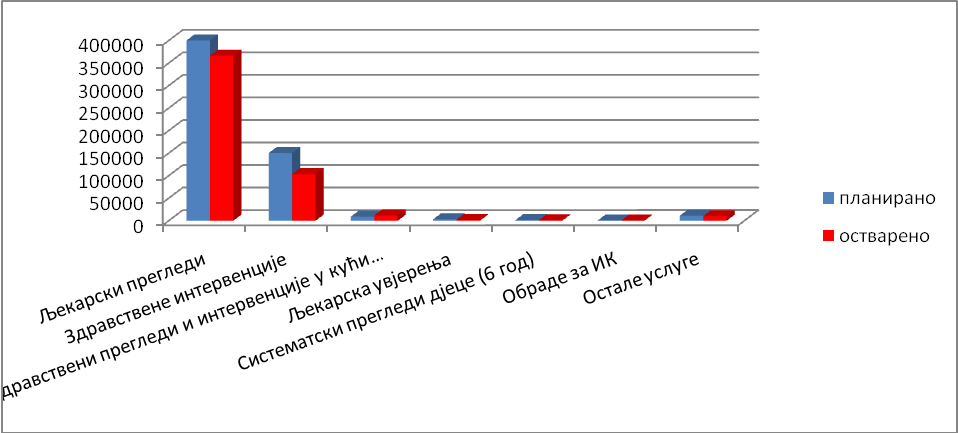 400000
350000
300000
250000
200000
150000
100000
50000
0
Љекарски прегледи
Здравствене интервенције
дравствени прегледи и интервенције у кући...
Љекарска увјерења
Систематски прегледи дјеце (6 год)
Обраде за ИК
Остале услуге
планирано
остварено